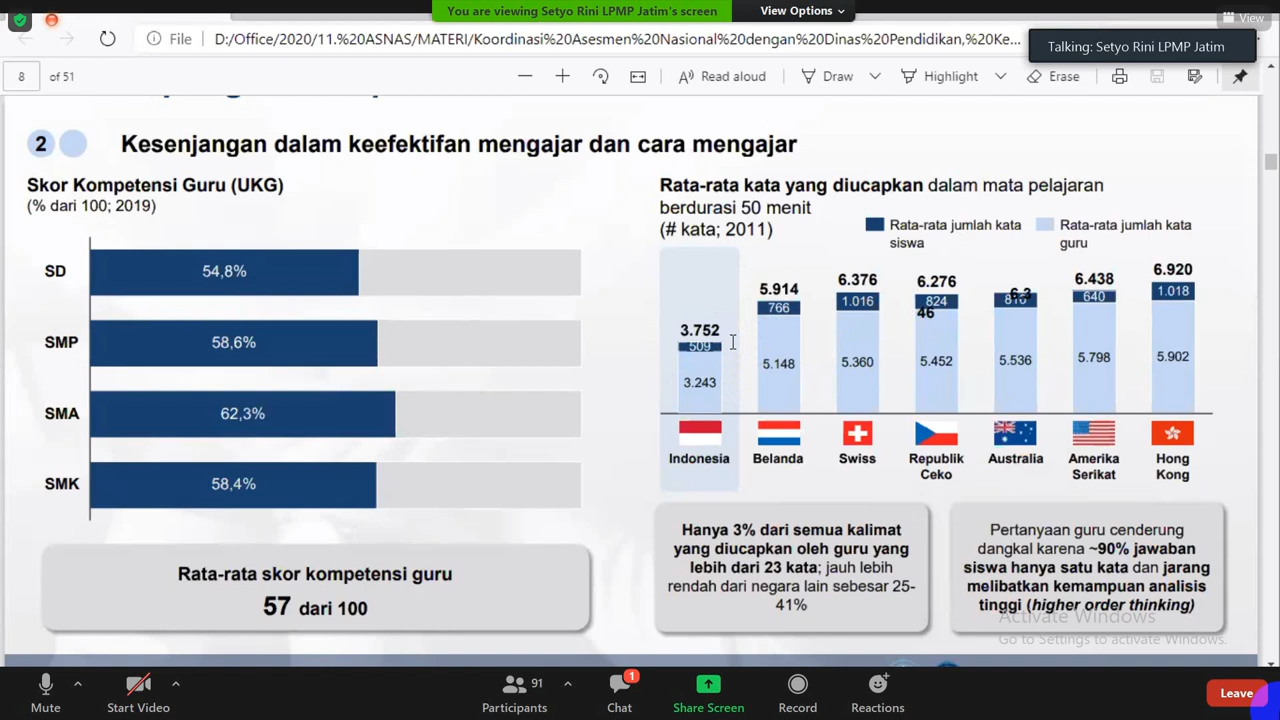 You are viewing Setyo Rini LPMP Jatim's screen
View Options
View
File
D:/Office/2020/11.%20ASNAS/MATERI/Koordinasi%20Asesmen%20Nasional%20dengan%20Dinas%20Pendidikan,%20Ke...
Talking: Setyo Rini LPMP Jatim
8 of 51
Read aloud
Draw
Highlight
Erase
2
Kesenjangan dalam keefektifan mengajar dan cara mengajar
Skor Kompetensi Guru (UKG)
(% dari 100; 2019)
SD 54,8%
SMP 58,6%
SMA 62,3%
SMK 58,4%
Rata-rata skor kompetensi guru
57 dari 100
Rata-rata kata yang diucapkan dalam mata pelajaran
berdurasi 50 menit
(# kata; 2011)
Rata-rata jumlah kata
siswa
Rata-rata jumlah kata
guru
3.752
509
3.243
Indonesia
5.914
766
5.148
Belanda
6.376
1.016
5.360
Swiss
6.276
824
5.452
Republik
Ceko
6.3
46
5.536
Australia
6.438
640
5.798
Amerika
Serikat
6.920
1.018
5.902
Hong
Kong
Hanya 3% dari semua kalimat
yang diucapkan oleh guru yang
lebih dari 23 kata; jauh lebih
rendah dari negara lain sebesar 25-
41%
Pertanyaan guru cenderung
dangkal karena ~90% jawaban
siswa hanya satu kata dan jarang
melibatkan kemampuan analisis
tinggi (higher order thinking)
Activate Windows
Go to Settings to activate Windows.
Mute
Start Video
91
Participants
1
Chat
Share Screen
Record
Reactions
Leave